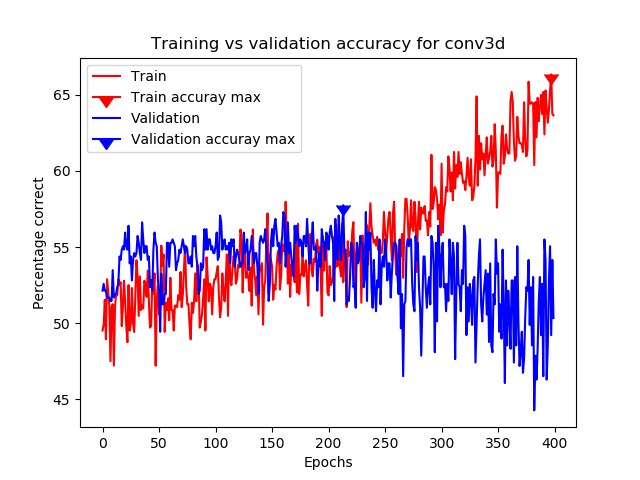 Training vs validation accuracy for conv3d
Train
Train accuray max
Validation
Validation accuray max
Percentage correct
65
60
55
50
45
0 50 100 150 200 250 300 350 400
Epochs